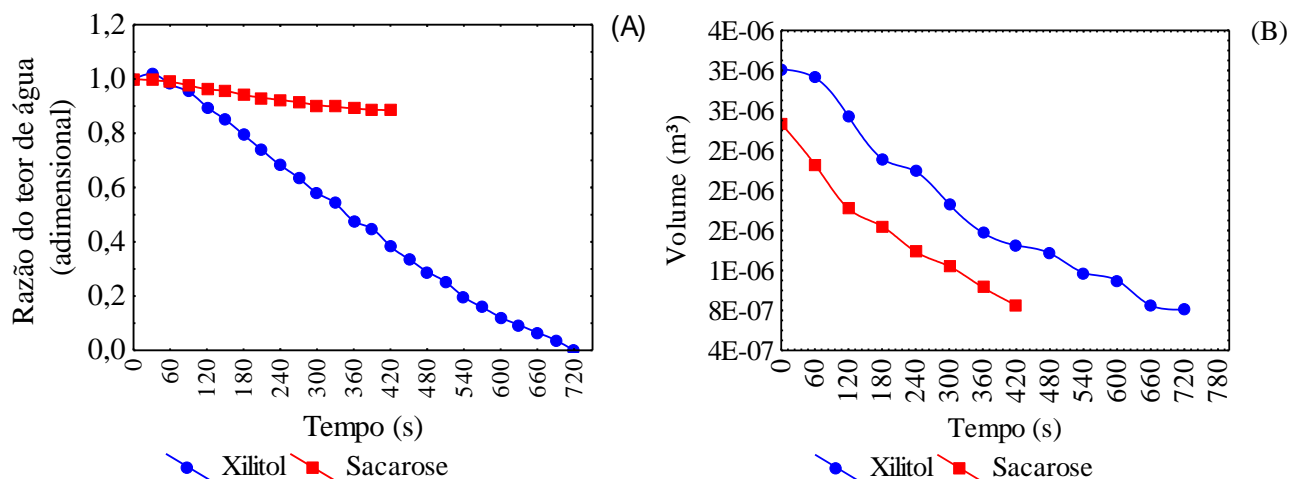 (A)
Razão do teor de água
(adimensional)
1,2
1,0
0,8
0,6
0,4
0,2
0,0
0 60 120 180 240 300 360 420 480 540 600 660 720
Tempo (s)
Xilitol Sacarose
(B)
Volume (m³)
4E-06
3E-06
3E-06
2E-06
2E-06
2E-06
1E-06
8E-07
4E-07
0 60 120 180 240 300 360 420 480 540 600 660 720 780
Tempo (s)
Xilitol Sacarose